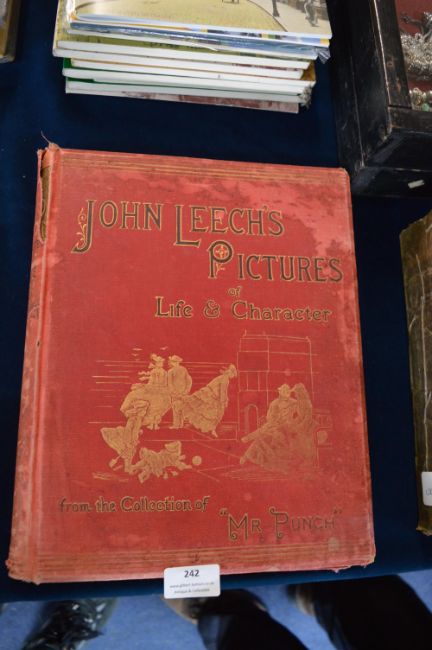 JOHN LEECH'S
PICTURES
of
Life & Character
from the Collection of
"MR. PUNCH"
242